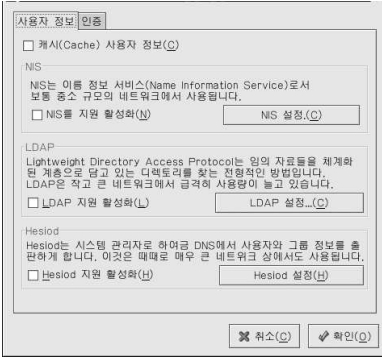 사용자 정보 인증
캐시(Cache) 사용자 정보(C)
NIS
NIS는 이름 정보 서비스(Name Information Service)로서
보통 중소 규모의 네트워크에서 사용됩니다.
NIS를 지원 활성화(N) NIS 설정.(C)
LDAP
Lightweight Directory Access Protocol는 임의 자료들을 체계화
된 계층으로 담고 있는 디렉토리를 찾는 전형적인 방법입니다.
LDAP은 작고 큰 네트워크에서 급격히 사용량이 늘고 있습니다.
LDAP 지원 활성화(L) LDAP 설정...(C)
Hesiod
Hesiod는 시스템 관리자로 하여금 DNS에서 사용자와 그룹 정보를 출
판하게 합니다. 이것은 때때로 매우 큰 네트워크 상에서도 사용됩니다.
Hesiod 지원 활성화(H) Hesiod 설정(H)
취소(C) 확인(O)